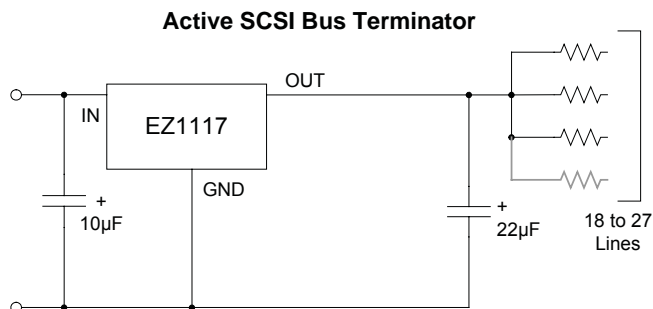 Active SCSI Bus Terminator
OUT
IN
EZ1117
GND
+
10µF
+
22µF
18 to 27
Lines